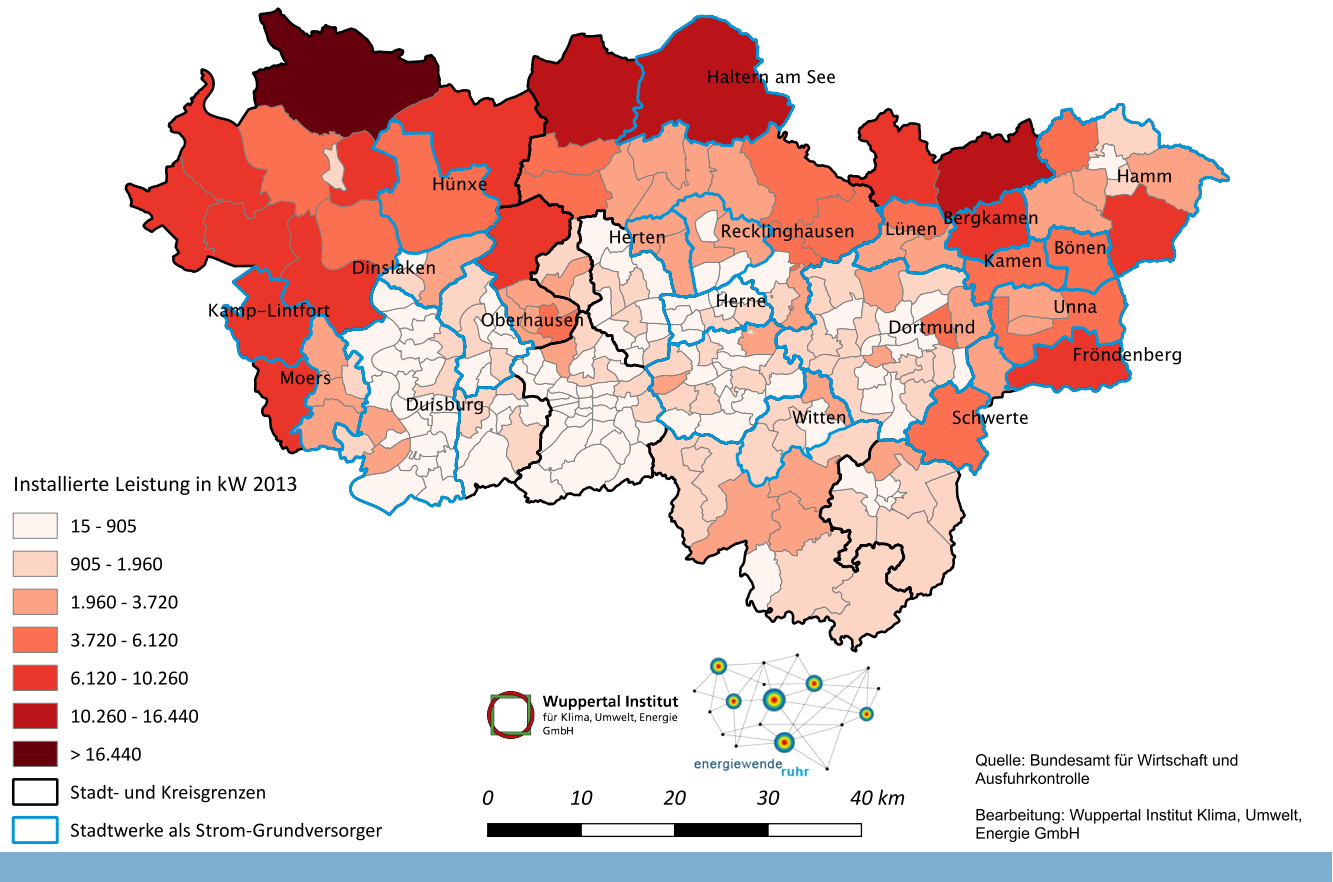 Haltern am See
Hamm
Hünxe
Bergkamen
Herten
Recklinghausen
Lünen
Bönen
Kamen
Dinslaken
Kamp-Lintfort
Herne
Unna
Oberhausen
Dortmund
Fröndenberg
Moers
Duisburg
Witten
Schwerte
Installierte Leistung in kW 2013
15 - 905
905 - 1.960
1.960 - 3.720
3.720 - 6.120
6.120 - 10.260
10.260 - 16.440
> 16.440
Stadt- und Kreisgrenzen
Stadtwerke als Strom-Grundversorger
Wuppertal Institut
für Klima, Umwelt, Energie
GmbH
energiewende
ruhr
0 10 20 30 40 km
Quelle: Bundesamt für Wirtschaft und
Ausfuhrkontrolle
Bearbeitung: Wuppertal Institut Klima, Umwelt,
Energie GmbH